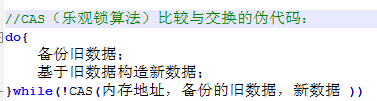 //CAS（乐观锁算法）比较与交换的伪代码：
do{
备份旧数据；
基于旧数据构造新数据；
}while(!CAS(内存地址，备份的旧数据，新数据 ))